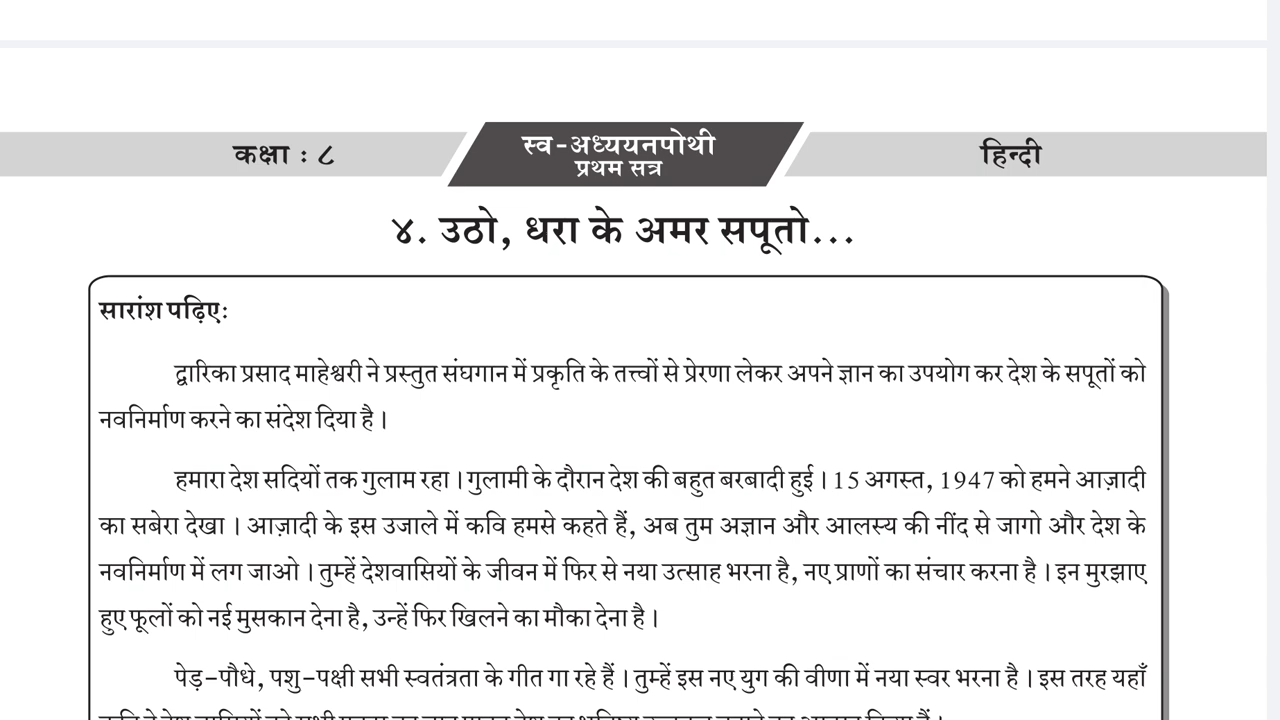 कक्षा : ८
स्व-अध्ययनपोथी
प्रथम सत्र
हिन्दी
४. उठो, धरा के अमर सपूतो...
सारांश पढ़िए:
द्वारिका प्रसाद माहेश्वरी ने प्रस्तुत संघगान में प्रकृति के तत्त्वों से प्रेरणा लेकर अपने ज्ञान का उपयोग कर देश के सपूतों को
नवनिर्माण करने का संदेश दिया है।
हमारा देश सदियों तक गुलाम रहा। गुलामी के दौरान देश की बहुत बरबादी हुई। 15 अगस्त, 1947 को हमने आज़ादी
का सबेरा देखा। आज़ादी के इस उजाले में कवि हमसे कहते हैं, अब तुम अज्ञान और आलस्य की नींद से जागो और देश के
नवनिर्माण में लग जाओ। तुम्हें देशवासियों के जीवन में फिर से नया उत्साह भरना है, नए प्राणों का संचार करना है। इन मुरझाए
हुए फूलों को नई मुसकान देना है, उन्हें फिर खिलने का मौका देना है।
पेड़-पौधे, पशु-पक्षी सभी स्वतंत्रता के गीत गा रहे हैं। तुम्हें इस नए युग की वीणा में नया स्वर भरना है। इस तरह यहाँ